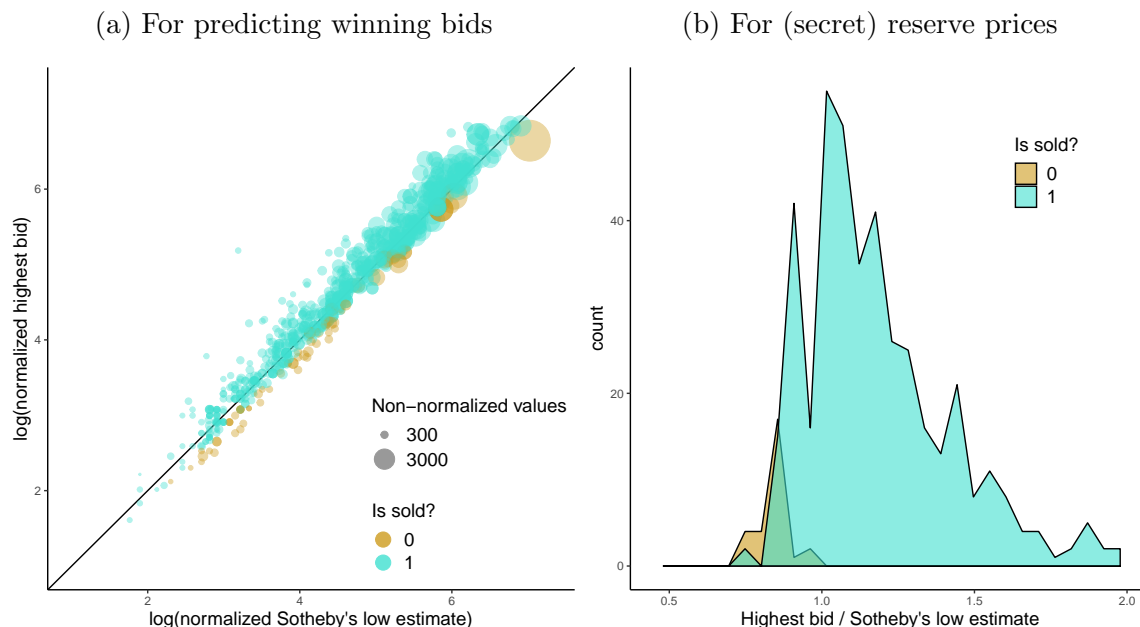 (a) For predicting winning bids
log(normalized highest bid)
6
4
2
2
4
6
log(normalized Sotheby's low estimate)
Non−normalized values
300
3000
Is sold?
0
1
(b) For (secret) reserve prices
count
40
20
0
0.5
1.0
1.5
2.0
Highest bid / Sotheby's low estimate
Is sold?
0
1